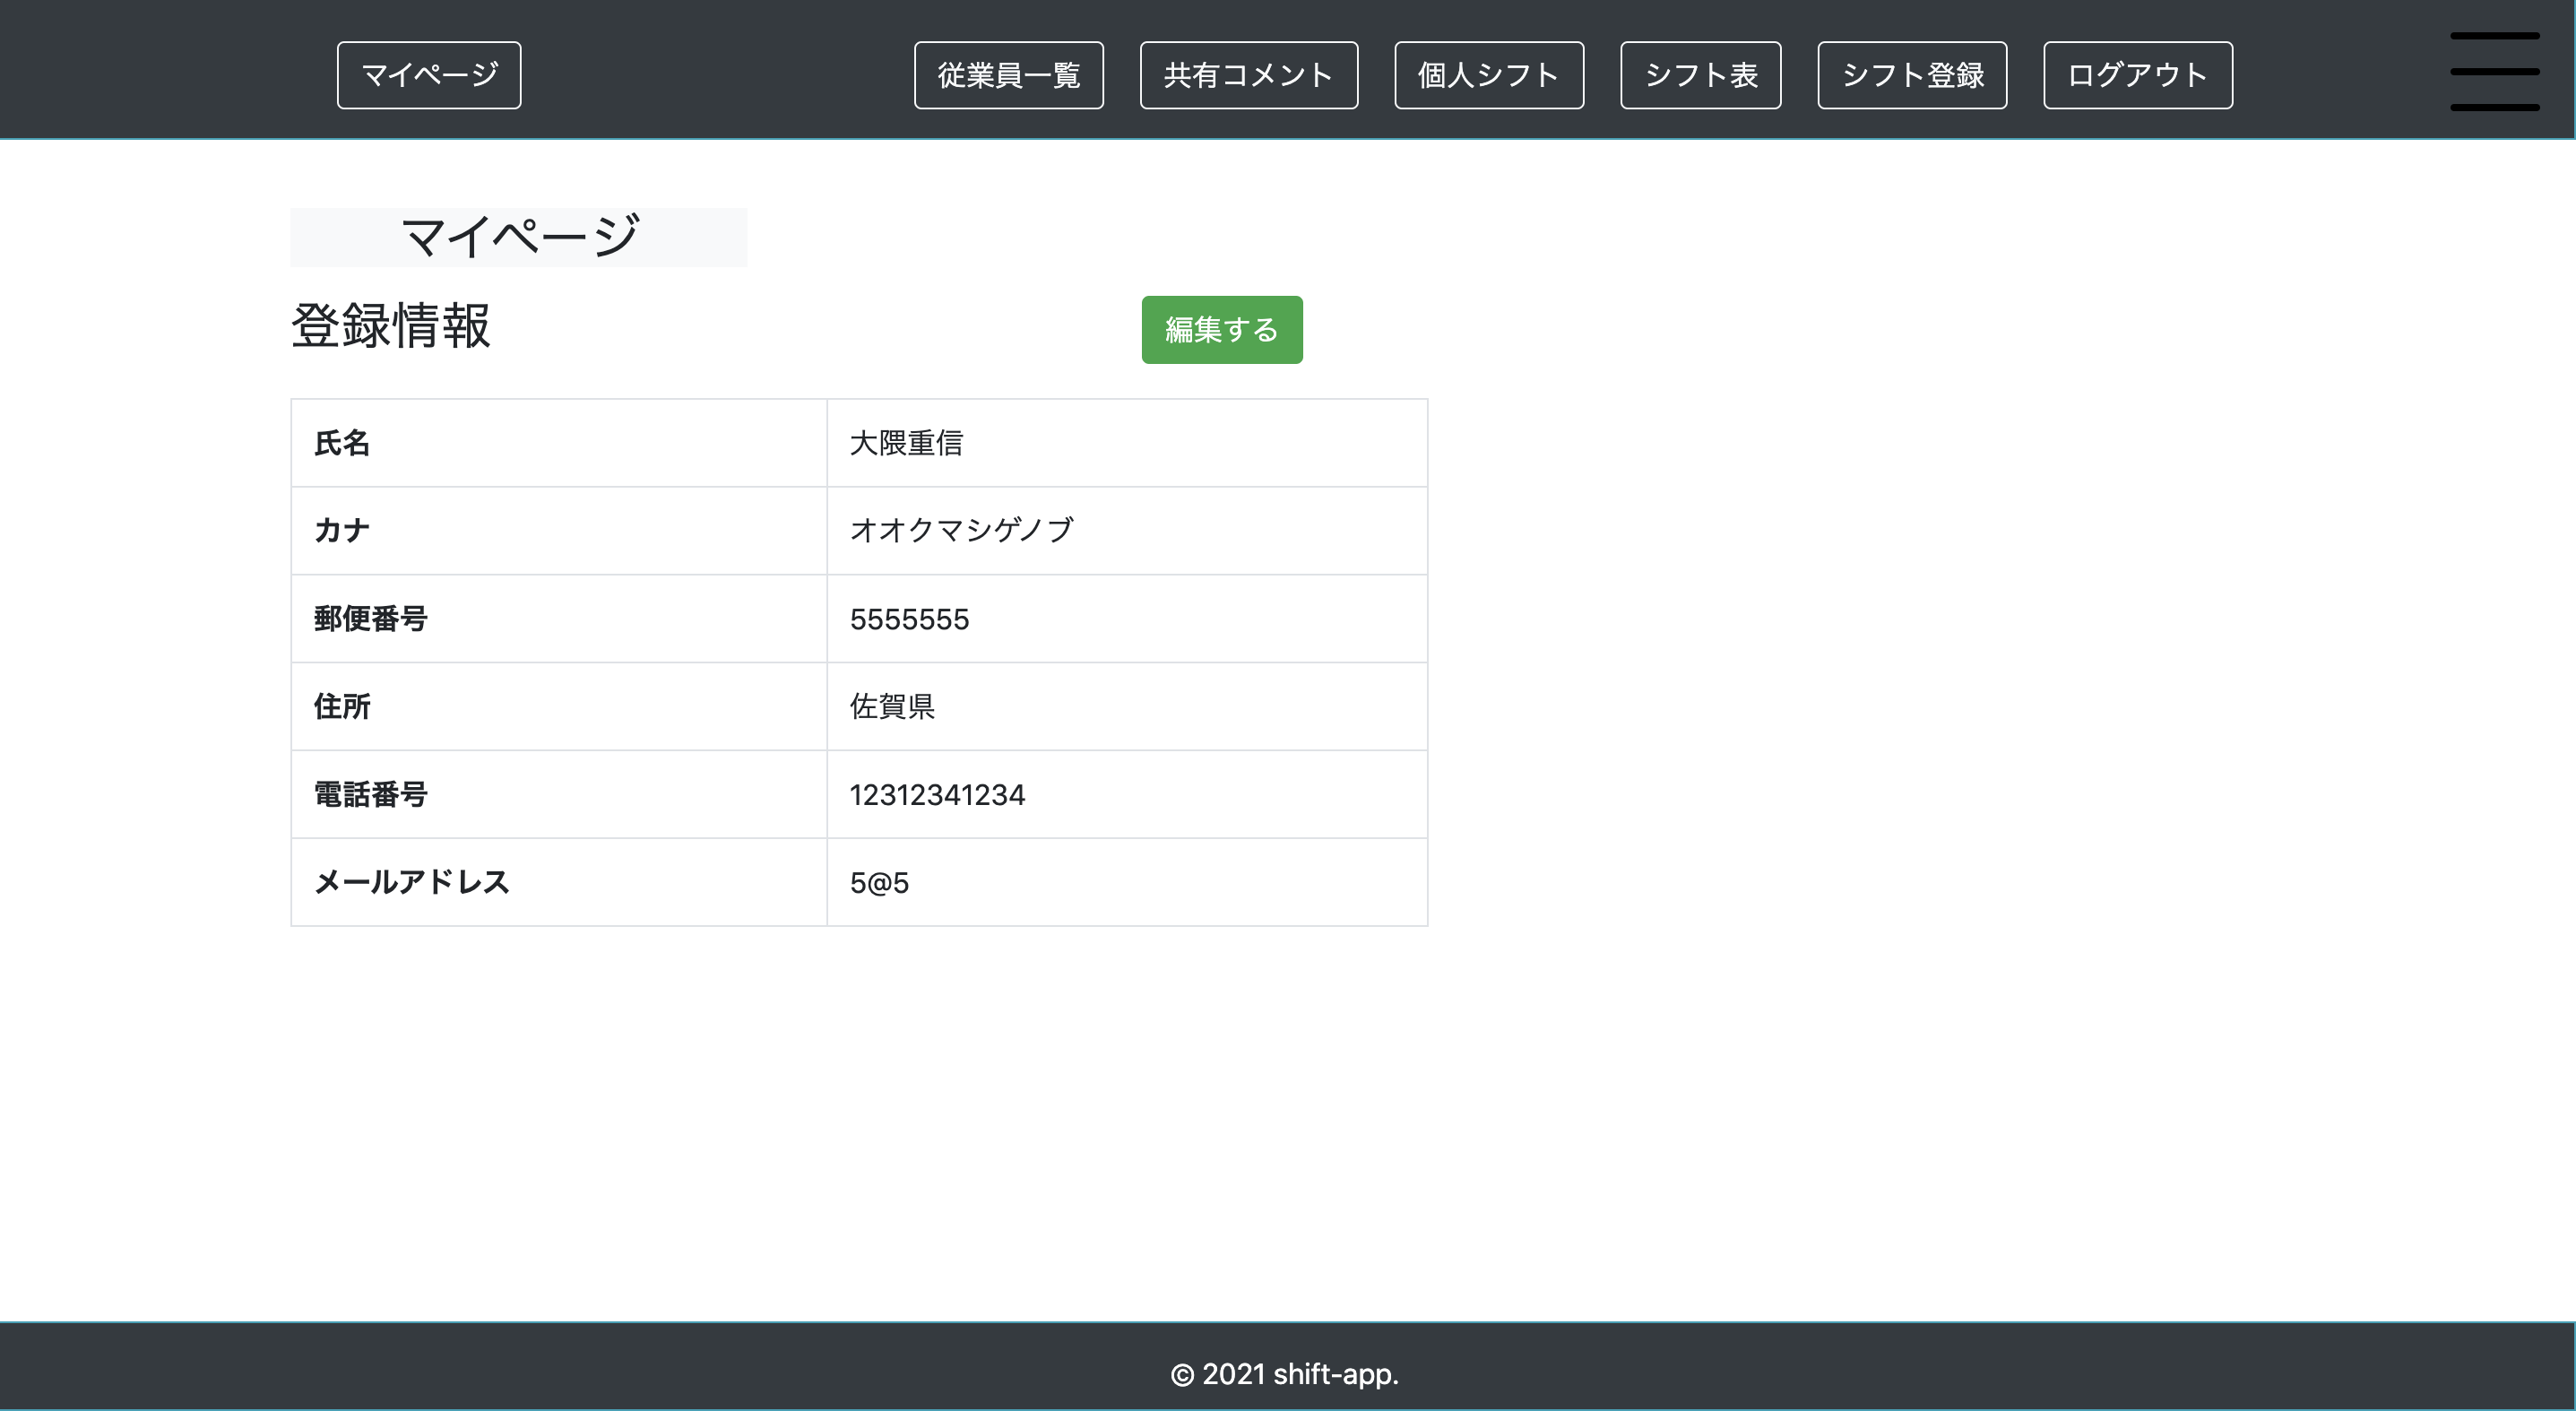 マイページ 従業員一覧 共有コメント 個人シフト シフト表 シフト登録 ログアウト
マイページ
登録情報 編集する
氏名 大隈重信
カナ オオクマシゲノブ
郵便番号 5555555
住所 佐賀県
電話番号 12312341234
メールアドレス 5@5
© 2021 shift-app.